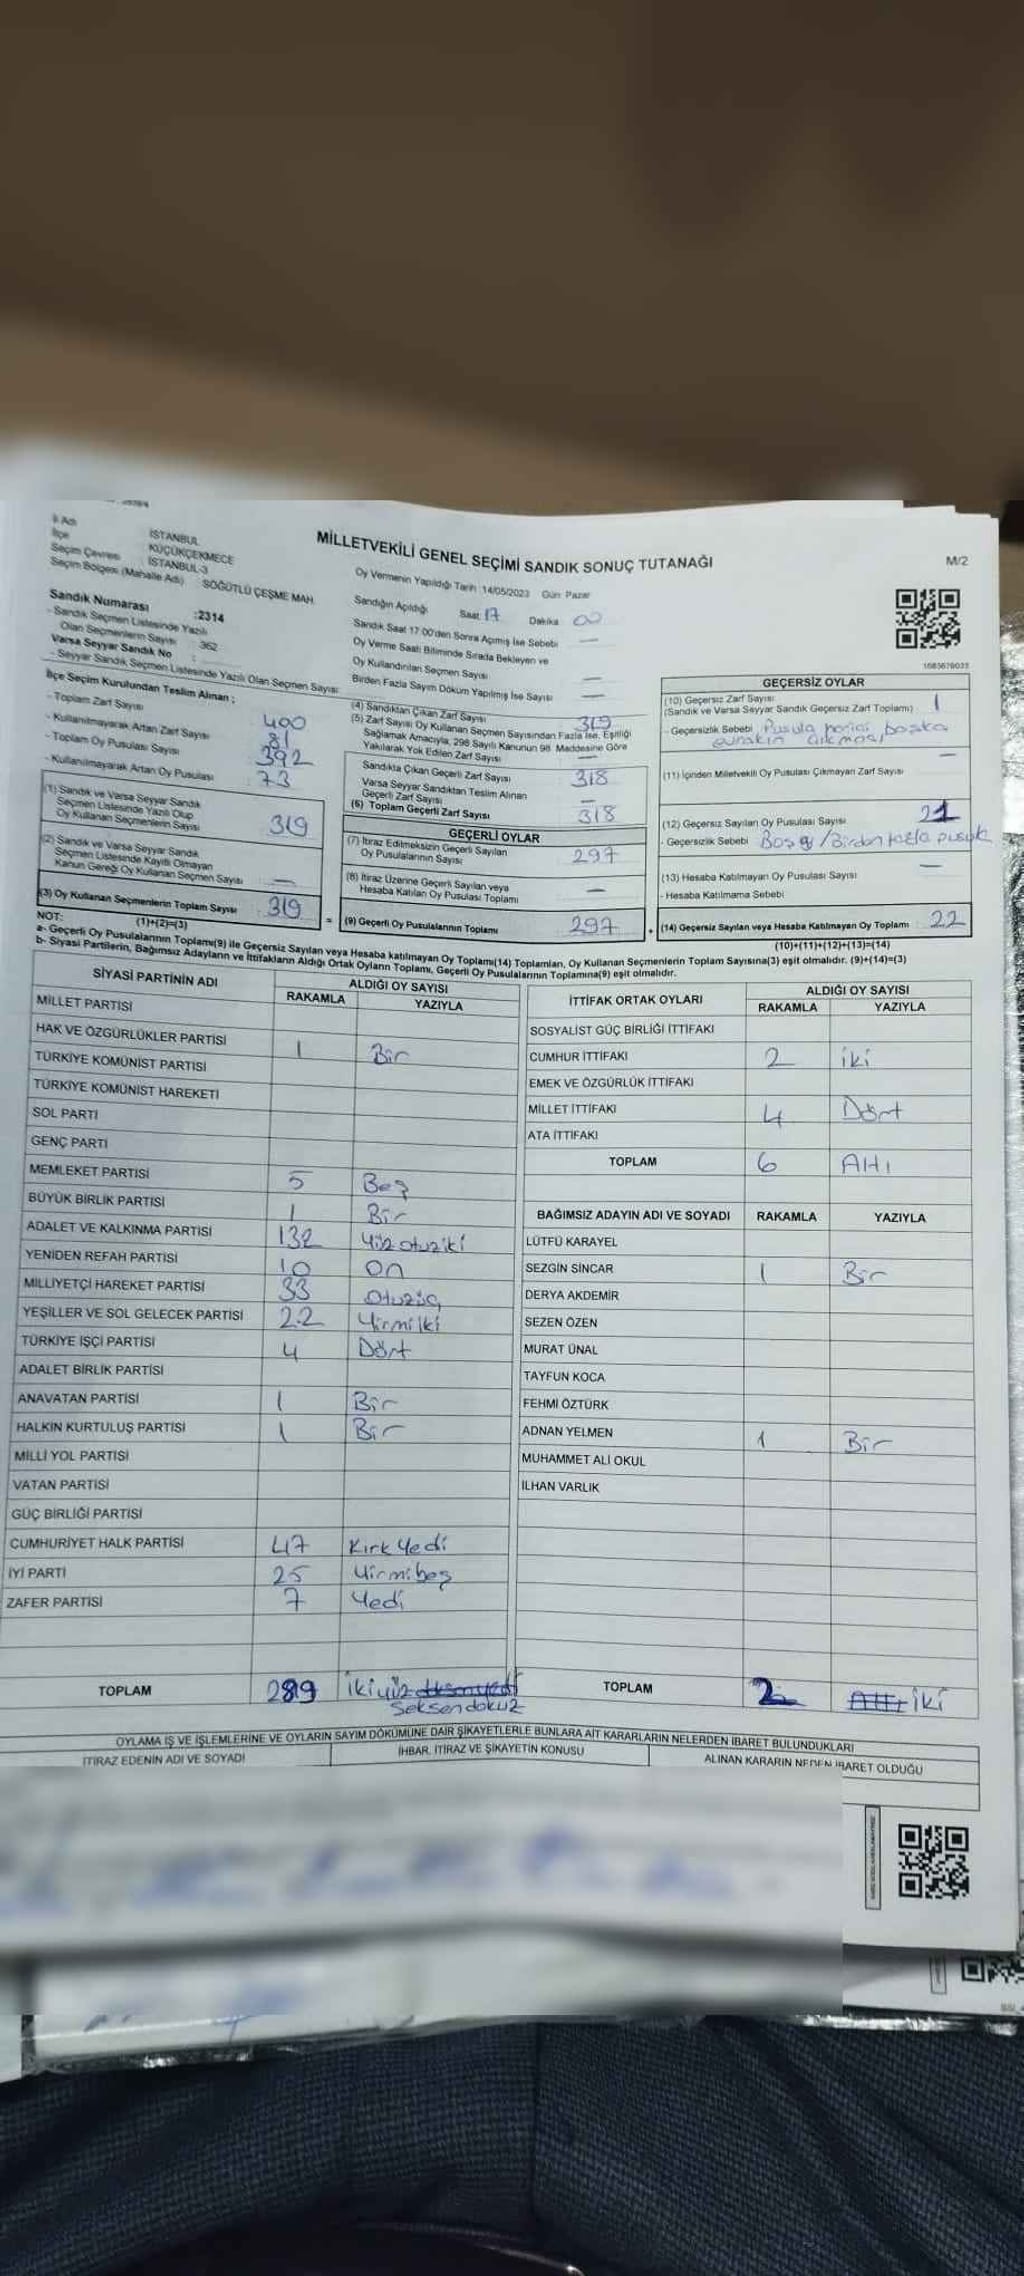 İl Adı : İSTANBUL
İlçe : KÜÇÜKÇEKMECE
Seçim Çevresi : İSTANBUL-3
Seçim Bölgesi (Mahalle Adı) : SÖĞÜTLÜ ÇEŞME MAH.
MİLLETVEKİLİ GENEL SEÇİMİ SANDIK SONUÇ TUTANAĞI
M/2
Oy Vermenin Yapıldığı Tarih :14/05/2023 Gün: Pazar
Sandık Numarası :2314
- Sandık Seçmen Listesinde Yazılı Olan Seçmenlerin Sayısı : 362
Varsa Seyyar Sandık No :
- Seyyar Sandık Seçmen Listesinde Yazılı Olan Seçmen Sayısı
Sandığın Açıldığı Saat: 17 Dakika 00
Sandık Saat 17:00'den Sonra Açımış İse Sebebi —
Oy Verme Saati Bitiminde Sırada Bekleyen ve
Oy Kullandırılan Seçmen Sayısı —
Birden Fazla Sayım Döküm Yapılmış İse Sayısı —
1085676033
İlçe Seçim Kurulundan Teslim Alınan ;
- Toplam Zarf Sayısı 400
- Kullanılmayarak Artan Zarf Sayısı 81
- Toplam Oy Pusulası Sayısı 392
- Kullanılmayarak Artan Oy Pusulası 73
(1) Sandık ve Varsa Seyyar Sandık
Seçmen Listesinde Yazılı Olup
Oy Kullanan Seçmenlerin Sayısı 319
(2) Sandık ve Varsa Seyyar Sandık
Seçmen Listesinde Kayıtlı Olmayan
Kanun Gereği Oy Kullanan Seçmen Sayısı —
(3) Oy Kullanan Seçmenlerin Toplam Sayısı 319
(1)+(2)=(3)
(4) Sandıktan Çıkan Zarf Sayısı 319
(5) Zarf Sayısı Oy Kullanan Seçmen Sayısından Fazla İse, Eşitliği
Sağlamak Amacıyla, 298 Sayılı Kanunun 98. Maddesine Göre
Yakılarak Yok Edilen Zarf Sayısı —
Sandıkta Çıkan Geçerli Zarf Sayısı 318
Varsa Seyyar Sandıktan Teslim Alınan
Geçerli Zarf Sayısı —
(6) Toplam Geçerli Zarf Sayısı 318
GEÇERLİ OYLAR
(7) İtiraz Edilmeksizin Geçerli Sayılan
Oy Pusulalarının Sayısı 297
(8) İtiraz Üzerine Geçerli Sayılan veya
Hesaba Katılan Oy Pusulası Toplamı —
= (9) Geçerli Oy Pusulalarının Toplamı 297 +
GEÇERSİZ OYLAR
(10) Geçersiz Zarf Sayısı 1
(Sandık ve Varsa Seyyar Sandık Geçersiz Zarf Toplamı)
- Geçersizlik Sebebi Pusula harici başka
evrakın çıkması
(11) İçinden Milletvekili Oy Pusulası Çıkmayan Zarf Sayısı —
(12) Geçersiz Sayılan Oy Pusulası Sayısı 21
- Geçersizlik Sebebi Boş / Birden fazla pusula
(13) Hesaba Katılmayan Oy Pusulası Sayısı —
- Hesaba Katılmama Sebebi
(14) Geçersiz Sayılan veya Hesaba Katılmayan Oy Toplamı 22
(10)+(11)+(12)+(13)=(14)
NOT:
a- Geçerli Oy Pusulalarının Toplamı(9) ile Geçersiz Sayılan veya Hesaba katılmayan Oy Toplamı(14) Toplamları, Oy Kullanan Seçmenlerin Toplam Sayısına(3) eşit olmalıdır. (9)+(14)=(3)
b- Siyasi Partilerin, Bağımsız Adayların ve İttifakların Aldığı Ortak Oyların Toplamı, Geçerli Oy Pusulalarının Toplamına(9) eşit olmalıdır.
SİYASİ PARTİNİN ADI ALDIĞI OY SAYISI
RAKAMLA YAZIYLA
MİLLET PARTİSİ
HAK VE ÖZGÜRLÜKLER PARTİSİ 1 Bir
TÜRKİYE KOMÜNİST PARTİSİ
TÜRKİYE KOMÜNİST HAREKETİ
SOL PARTİ
GENÇ PARTİ
MEMLEKET PARTİSİ 5 Beş
BÜYÜK BİRLİK PARTİSİ 1 Bir
ADALET VE KALKINMA PARTİSİ 132 Yüz otuziki
YENİDEN REFAH PARTİSİ 10 On
MİLLİYETÇİ HAREKET PARTİSİ 33 Otuzüç
YEŞİLLER VE SOL GELECEK PARTİSİ 22 Yirmi iki
TÜRKİYE İŞÇİ PARTİSİ 4 Dört
ADALET BİRLİK PARTİSİ
ANAVATAN PARTİSİ 1 Bir
HALKIN KURTULUŞ PARTİSİ 1 Bir
MİLLİ YOL PARTİSİ
VATAN PARTİSİ
GÜÇ BİRLİĞİ PARTİSİ
CUMHURİYET HALK PARTİSİ 47 Kırk Yedi
İYİ PARTİ 25 Yirmibeş
ZAFER PARTİSİ 7 Yedi
TOPLAM 289 İkiyüz
Seksendokuz
İTTİFAK ORTAK OYLARI ALDIĞI OY SAYISI
RAKAMLA YAZIYLA
SOSYALİST GÜÇ BİRLİĞİ İTTİFAKI
CUMHUR İTTİFAKI 2 iki
EMEK VE ÖZGÜRLÜK İTTİFAKI
MİLLET İTTİFAKI 4 Dört
ATA İTTİFAKI
TOPLAM 6 Altı
BAĞIMSIZ ADAYIN ADI VE SOYADI RAKAMLA YAZIYLA
LÜTFÜ KARAYEL
SEZGİN SİNCAR 1 Bir
DERYA AKDEMİR
SEZEN ÖZEN
MURAT ÜNAL
TAYFUN KOCA
FEHMİ ÖZTÜRK
ADNAN YELMEN 1 Bir
MUHAMMET ALİ OKUL
İLHAN VARLIK
TOPLAM 2 İki
OYLAMA İŞ VE İŞLEMLERİNE VE OYLARIN SAYIM DÖKÜMÜNE DAİR ŞİKAYETLERLE BUNLARA AİT KARARLARIN NELERDEN İBARET BULUNDUKLARI
İTİRAZ EDENİN ADI VE SOYADI İHBAR, İTİRAZ VE ŞİKAYETİN KONUSU ALINAN KARARIN NEDEN İBARET OLDUĞU